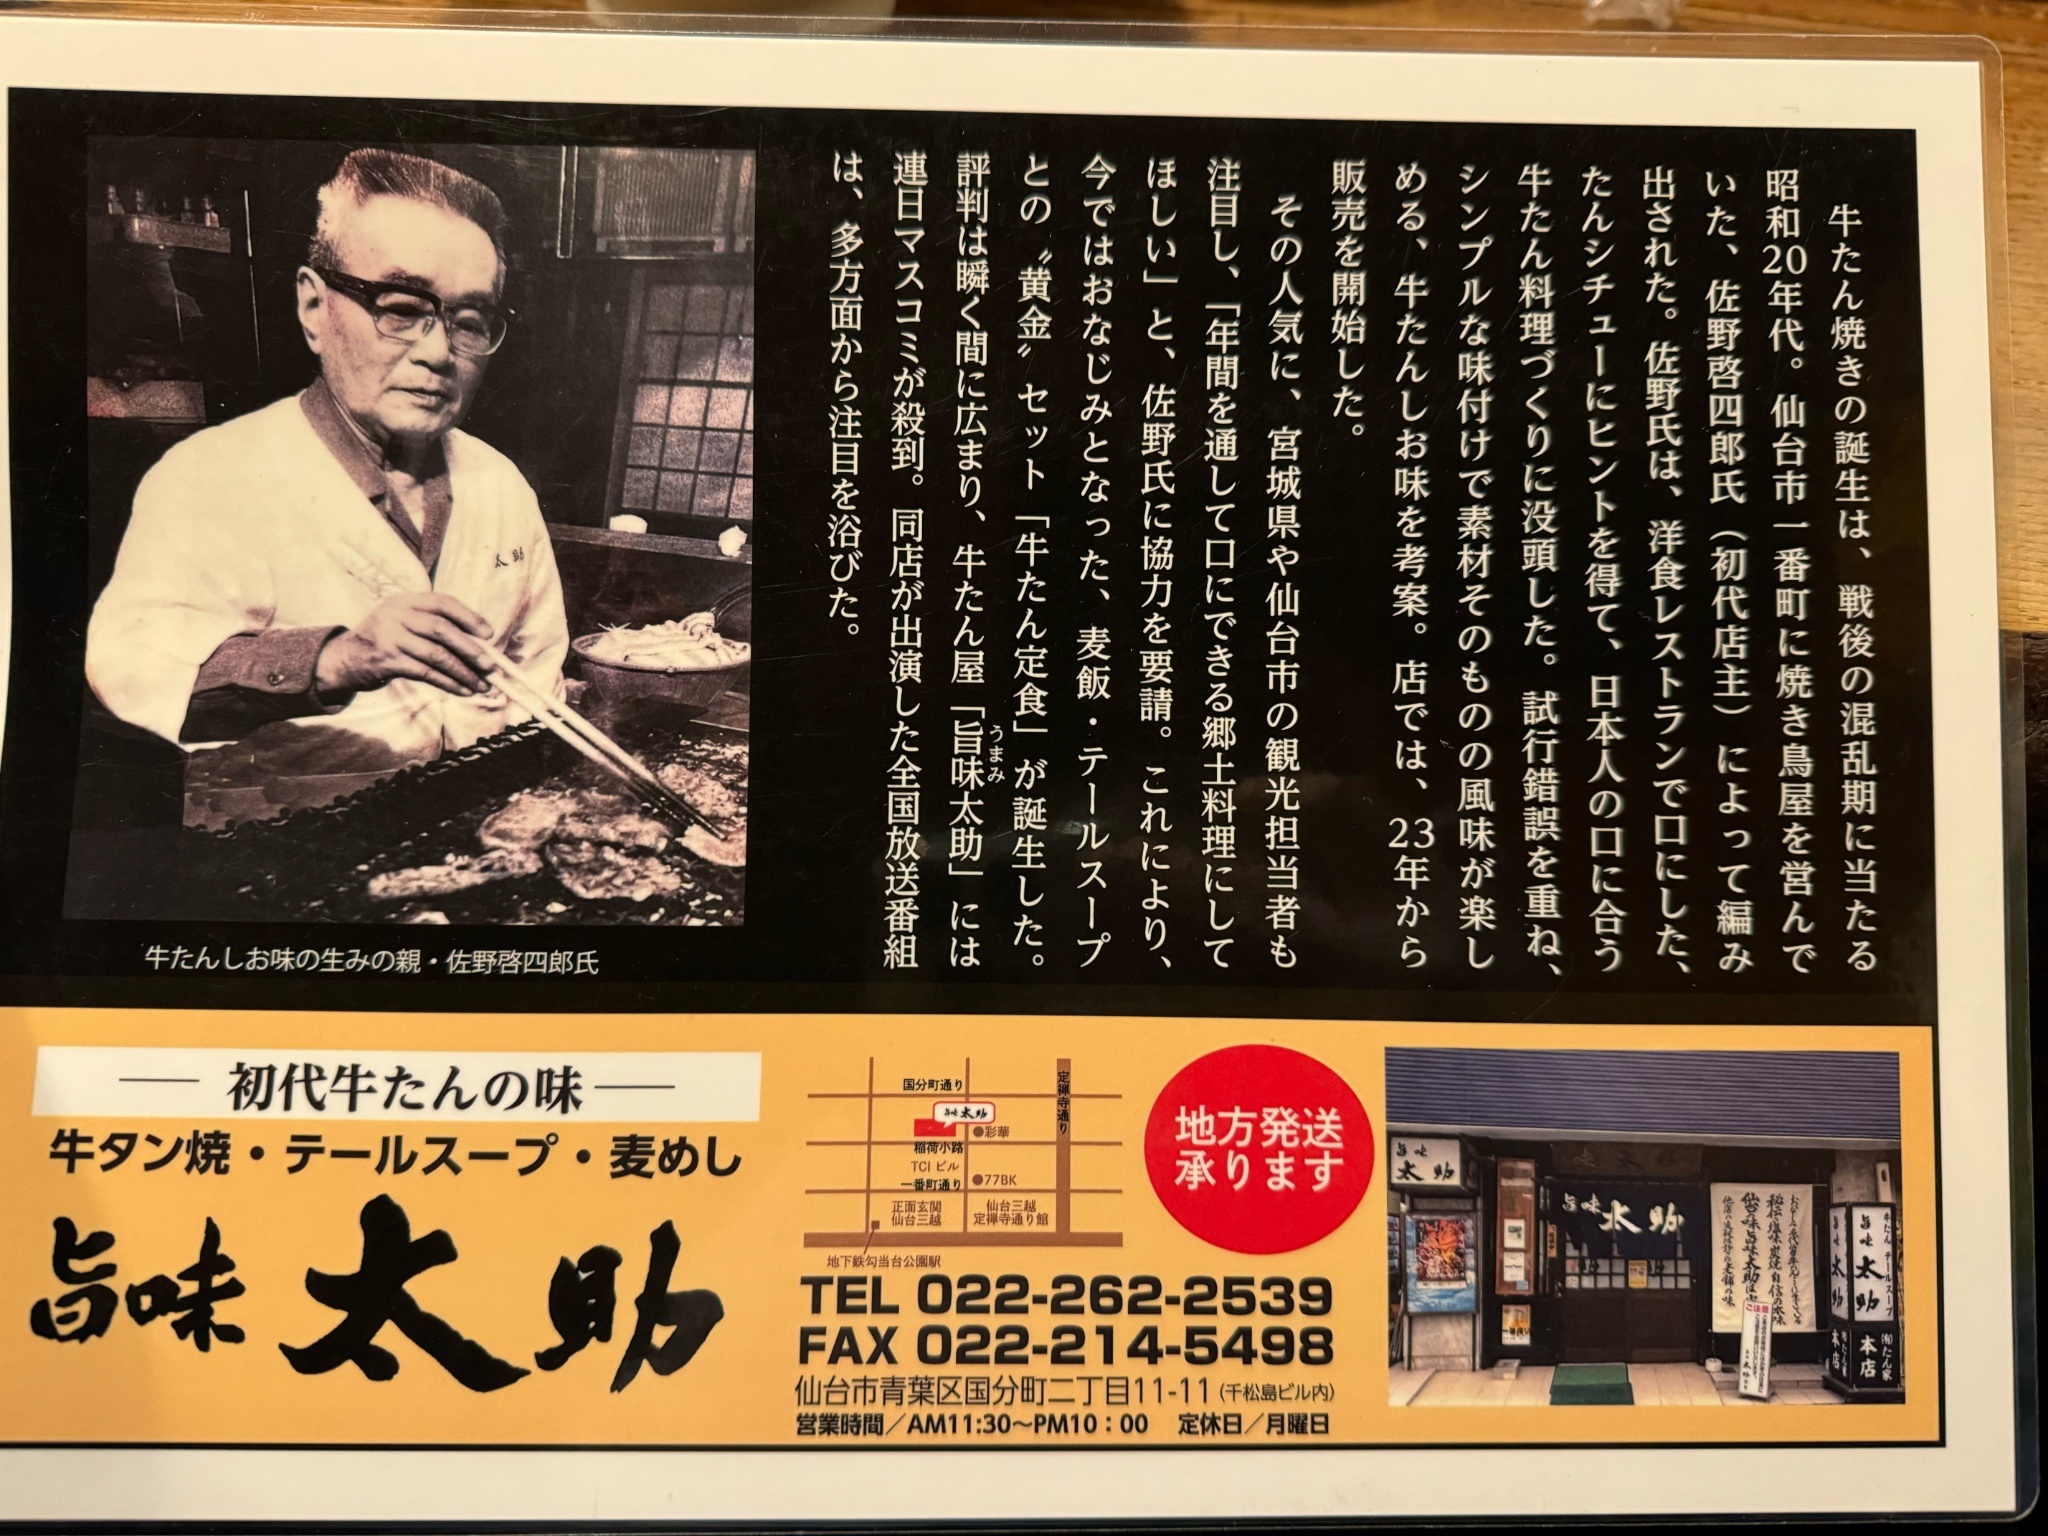 牛たん焼きの誕生は、戦後の混乱期に当たる
昭和20年代。仙台市一番町に焼き鳥屋を営んで
いた、佐野啓四郎氏（初代店主）によって編み
出された。佐野氏は、洋食レストランで口にした、
たんシチューにヒントを得て、日本人の口に合う
牛たん料理づくりに没頭した。試行錯誤を重ね、
シンプルな味付けで素材そのものの風味が楽し
める、牛たんしお味を考案。店では、23年から
販売を開始した。
その人気に、宮城県や仙台市の観光担当者も
注目し、「年間を通して口にできる郷土料理にして
ほしい」と、佐野氏に協力を要請。これにより、
今ではおなじみとなった、麦飯・テールスープ
との〝黄金〟セット「牛たん定食」が誕生した。
評判は瞬く間に広まり、牛たん屋「旨味太助」には
うまみ
連日マスコミが殺到。同店が出演した全国放送番組
は、多方面から注目を浴びた。
太助
牛たんしお味の生みの親・佐野啓四郎氏
初代牛たんの味
牛タン焼・テールスープ・麦めし
旨味 太助
国分町通り
定禅寺通り
旨味 太助
●彩華
稲荷小路
TCI ビル
●77BK
一番町通り
正面玄関
仙台三越
仙台三越
定禅寺通り館
地下鉄勾当台公園駅
地方発送
承ります
TEL 022-262-2539
FAX 022-214-5498
仙台市青葉区国分町二丁目11-11（千松島ビル内）
営業時間／AM11:30〜PM10：00 定休日／月曜日
旨味
太助
旨味 太助
牛たん テールスープ
旨味 太助
本店